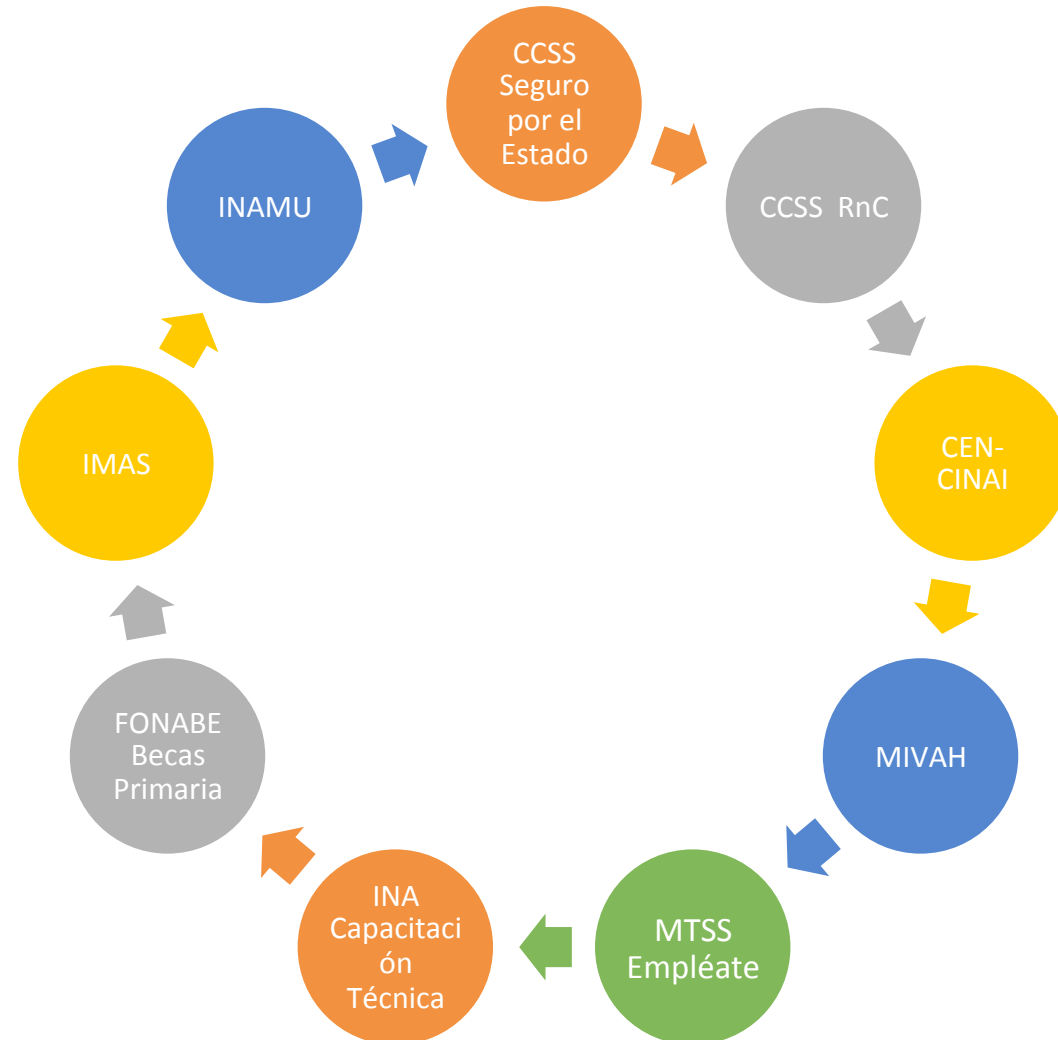 CCSS
Seguro
por el
Estado
CCSS RnC
CEN-
CINAI
MIVAH
MTSS
Empléate
INA
Capacitaci
ón
Técnica
FONABE
Becas
Primaria
IMAS
INAMU